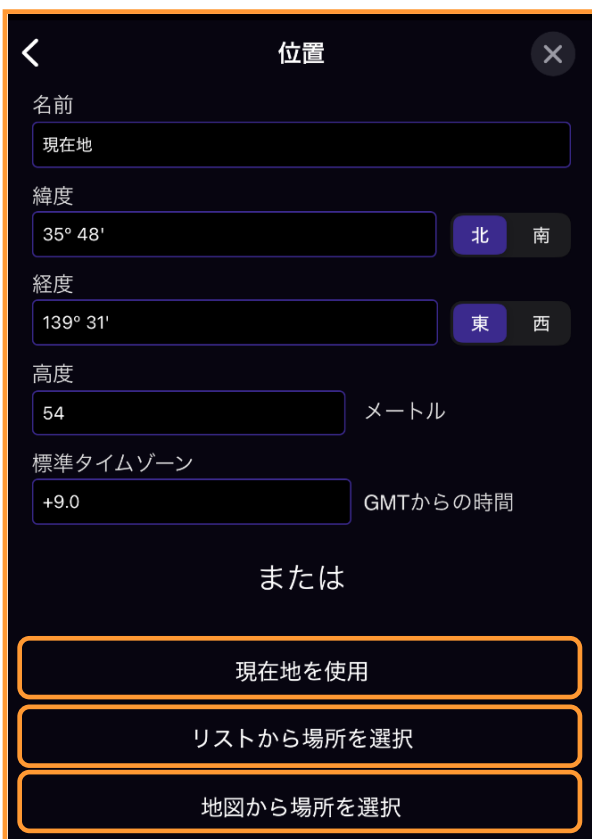 位置
名前
現在地
緯度
35° 48' 北 南
経度
139° 31' 東 西
高度
54 メートル
標準タイムゾーン
+9.0 GMTからの時間
または
現在地を使用
リストから場所を選択
地図から場所を選択